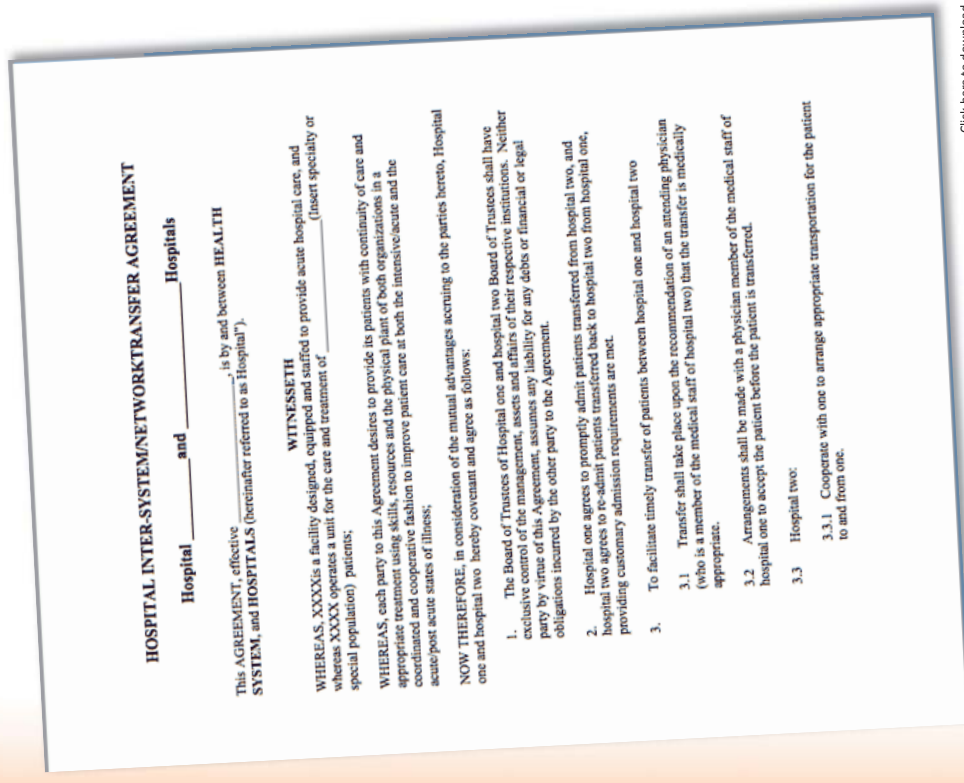 HOSPITAL INTER-SYSTEM/NETWORKTRANSFER AGREEMENT
Hospital ________and ______________Hospitals
This AGREEMENT, effective______________, is by and between HEALTH
SYSTEM, and HOSPITALS (hereinafter referred to as Hospital").
WITNESSETH
WHEREAS, XXXXis a facility designed, equipped and staffed to provide acute hospital care, and
whereas XXXX operates a unit for the care and treatment of ______________(Insert specialty or
special population) patients;
WHEREAS, each party to this Agreement desires to provide its patients with continuity of care and
appropriate treatment using skills, resources and the physical plant of both organizations in a
coordinated and cooperative fashion to improve patient care at both the intensive/acute and the
acute/post acute states of illness;
NOW THEREFORE, in consideration of the mutual advantages accruing to the parties hereto, Hospital
one and hospital two hereby covenant and agree as follows:
1. The Board of Trustees of Hospital one and hospital two Board of Trustees shall have
exclusive control of the management, assets and affairs of their respective institutions. Neither
party by virtue of this Agreement, assumes any liability for any debts or financial or legal
obligations incurred by the other party to the Agreement.
2. Hospital one agrees to promptly admit patients transferred from hospital two, and
hospital two agrees to re-admit patients transferred back to hospital two from hospital one,
providing customary admission requirements are met.
3. To facilitate timely transfer of patients between hospital one and hospital two
3.1 Transfer shall take place upon the recommendation of an attending physician
(who is a member of the medical staff of hospital two) that the transfer is medically
appropriate.
3.2 Arrangements shall be made with a physician member of the medical staff of
hospital one to accept the patient before the patient is transferred.
3.3 Hospital two:
3.3.1 Cooperate with one to arrange appropriate transportation for the patient
to and from one.